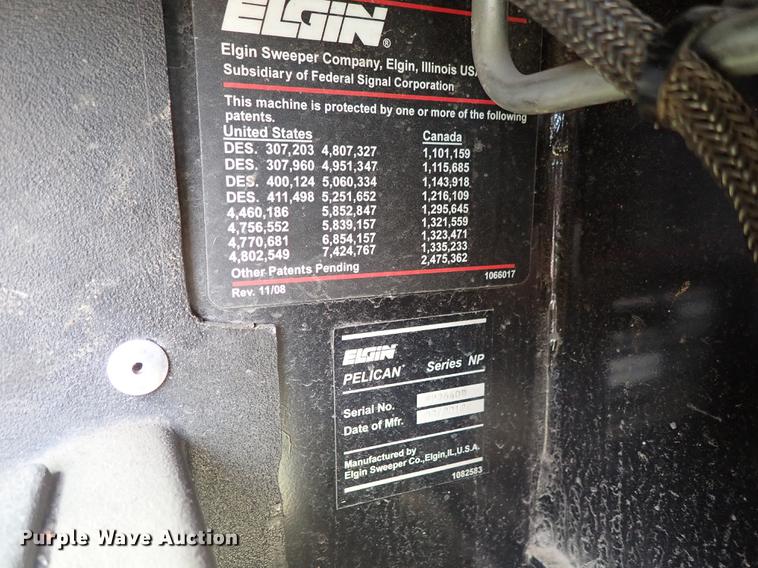 ELGIN®
Elgin Sweeper Company, Elgin, Illinois USA
Subsidiary of Federal Signal Corporation
This machine is protected by one or more of the following
patents.
United States Canada
DES. 307,203 4,807,327 1,101,159
DES. 307,960 4,951,347 1,115,685
DES. 400,124 5,060,334 1,143,918
DES. 411,498 5,251,652 1,216,109
4,460,186 5,852,847 1,295,645
4,756,552 5,839,157 1,321,559
4,770,681 6,854,157 1,323,471
4,802,549 7,424,767 1,335,233
2,475,362
Other Patents Pending 1066017
Rev. 11/08
ELGIN
PELICAN Series NP
Serial No.
Date of Mfr.
Manufactured by
Elgin Sweeper Co.,Elgin,IL,U.S.A.
1082583
Purple Wave Auction